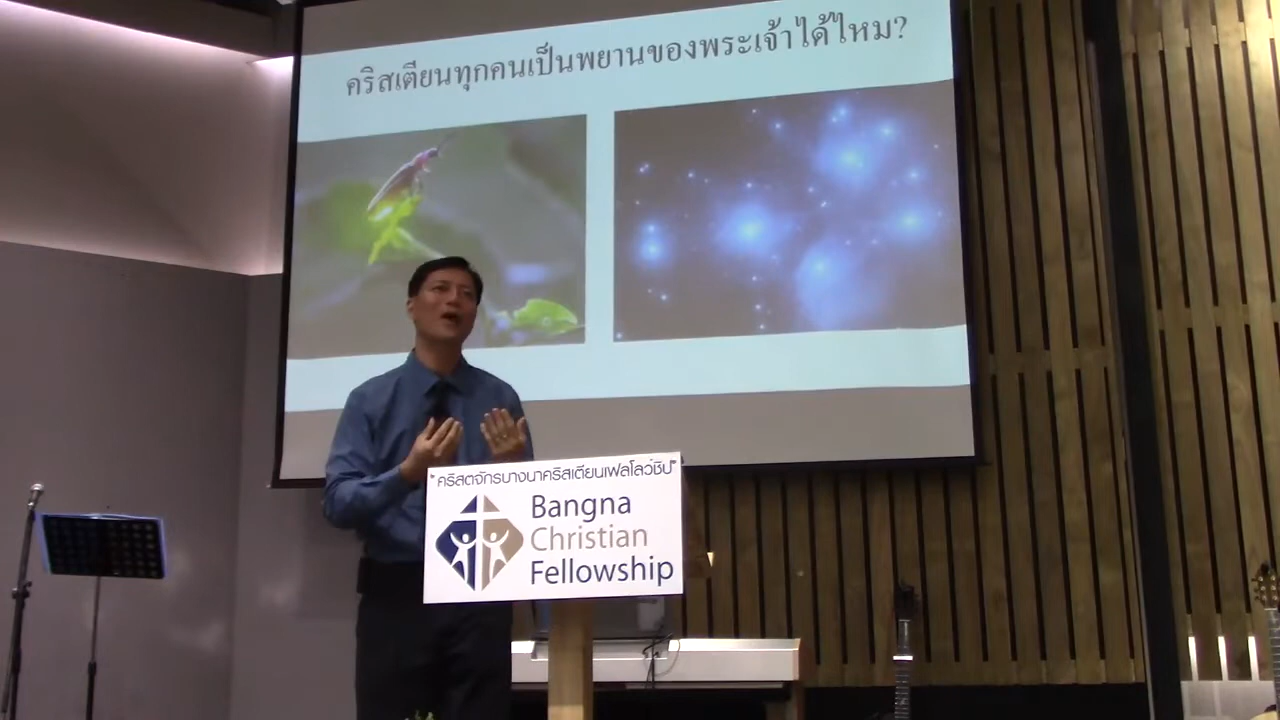 คริสเตียนทุกคนเป็นพยานของพระเจ้าได้ไหม?
"คริสตจักรบางนาคริสเตียนเฟลโลว์ชิป"
Bangna
Christian
Fellowship